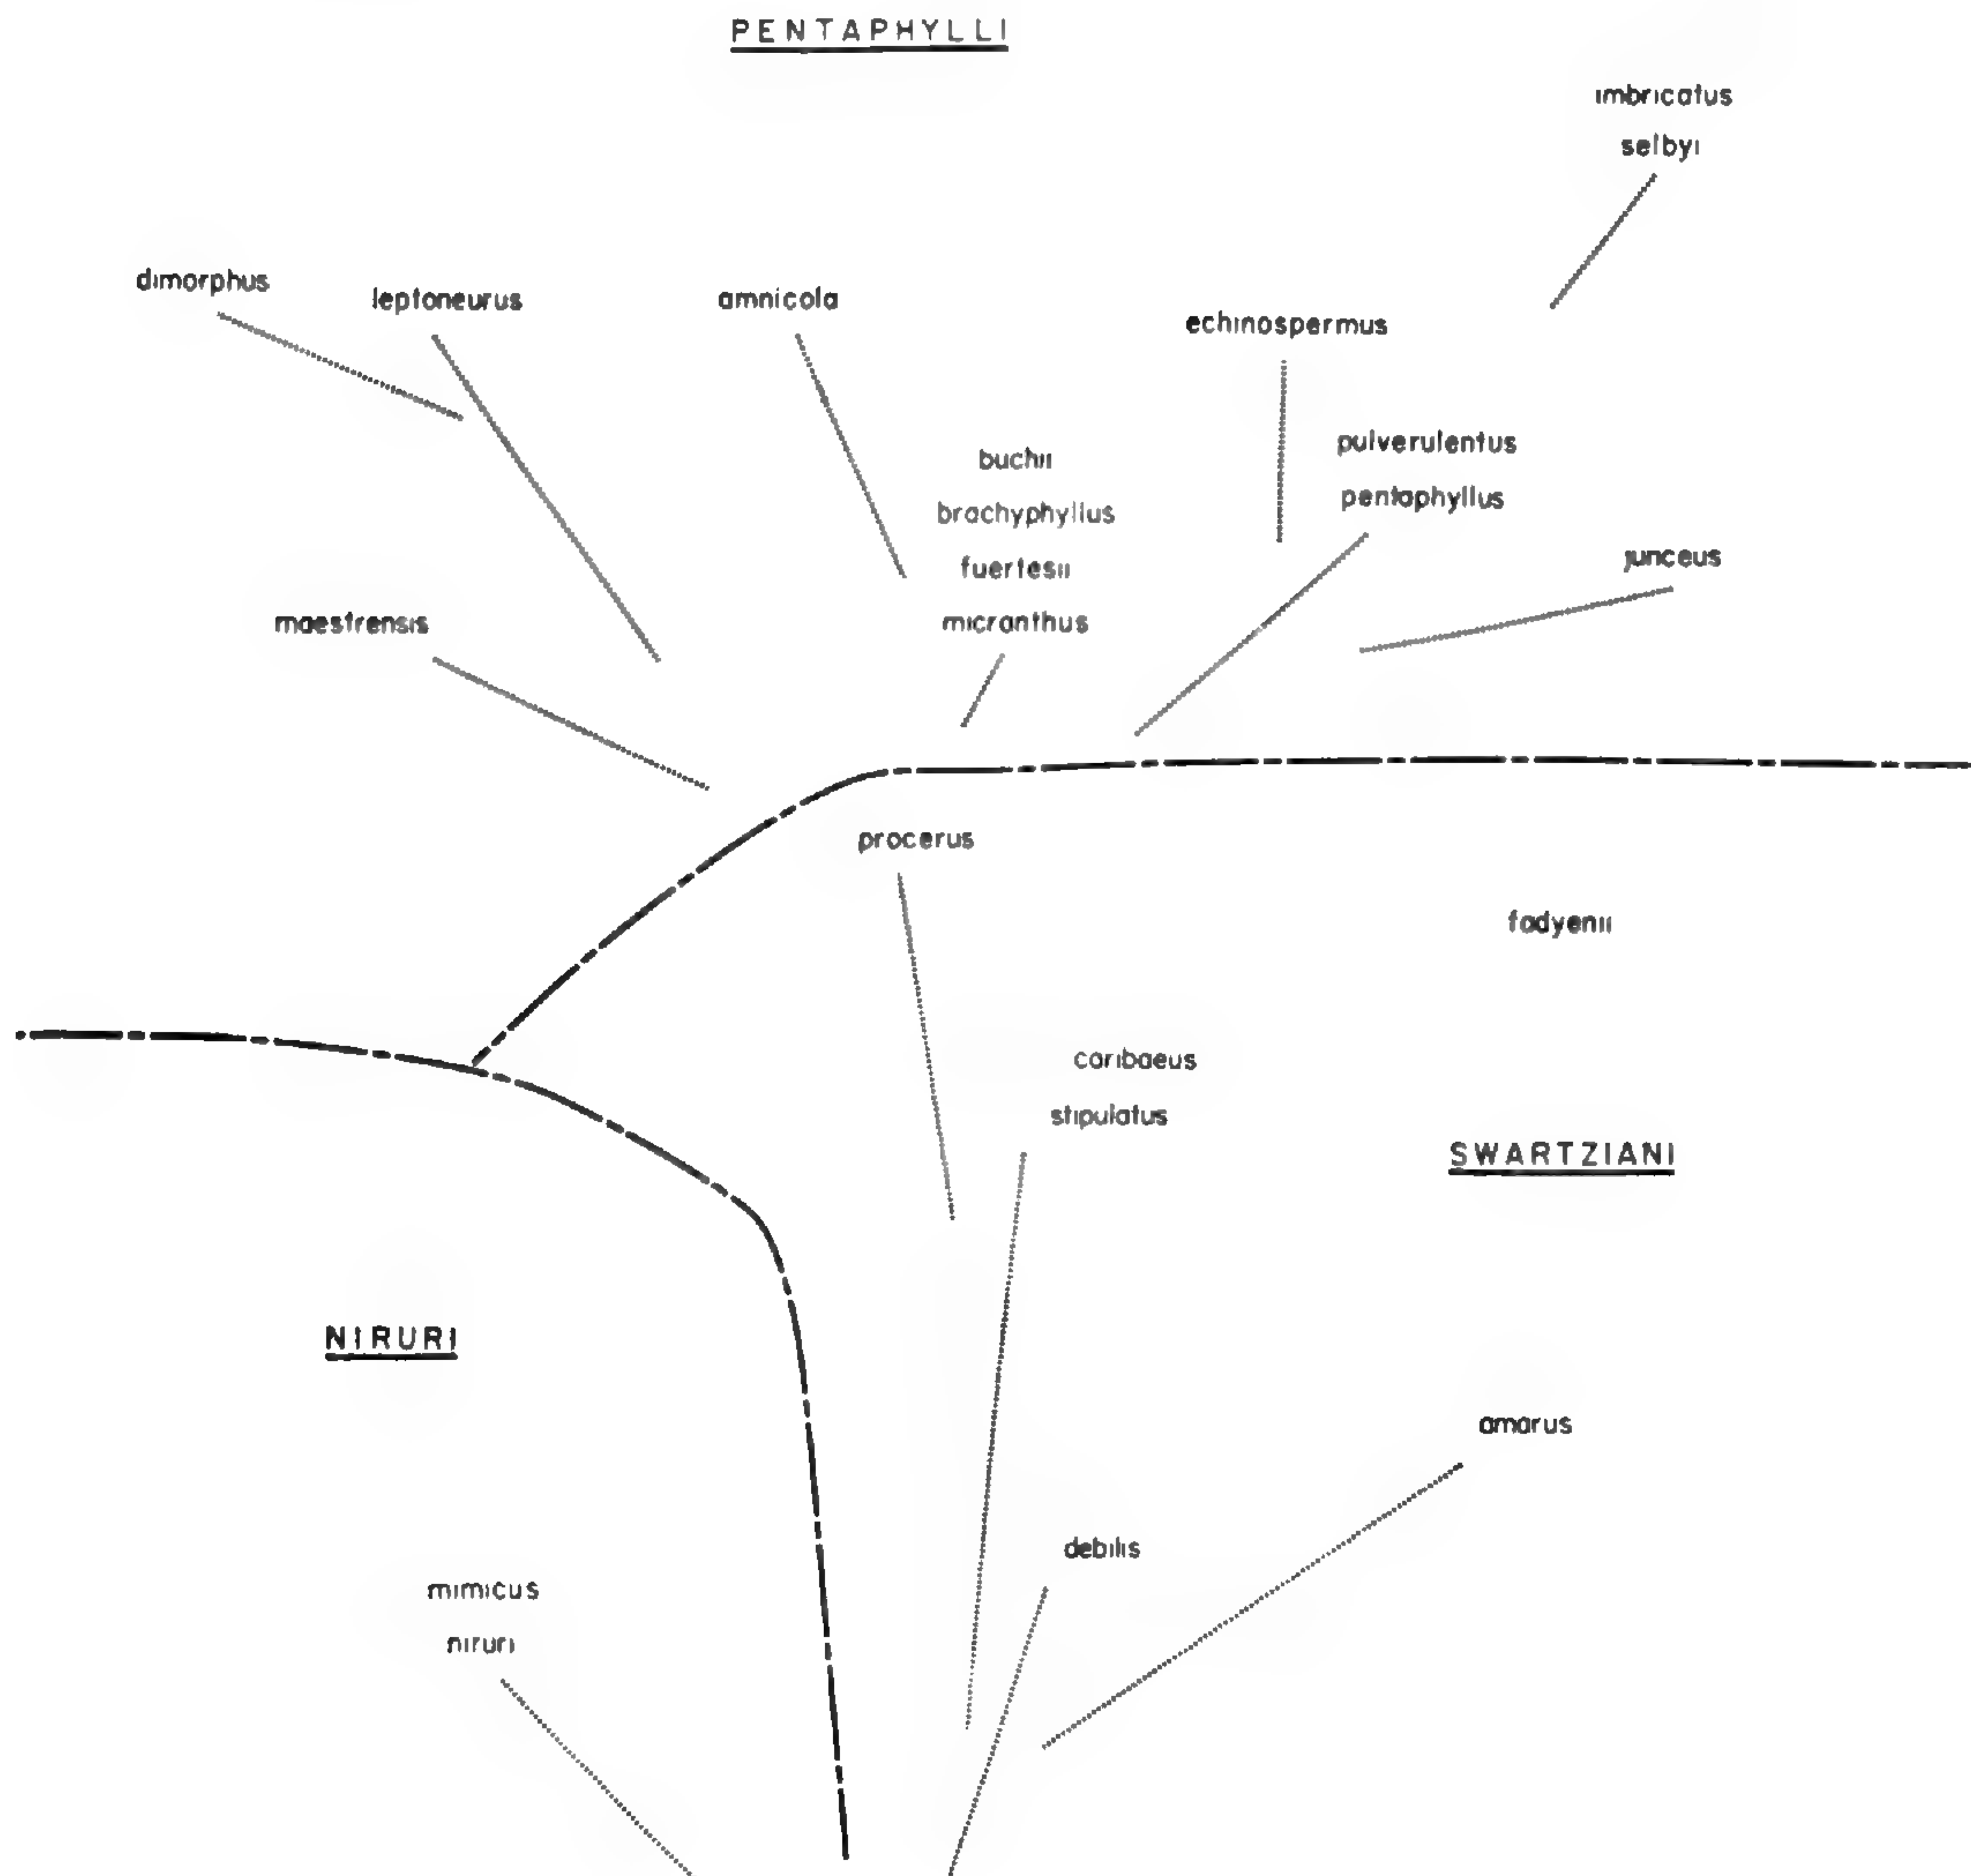 PENTAPHYLLI
imbricatus
selbyi
dimorphus
leptoneurus
amnicola
echinospermus
buchii
brachyphyllus
fuertesii
micranthus
pulverulentus
pentaphyllus
junceus
maestrensis
procerus
fadyenii
caribaeus
stipulatus
SWARTZIANI
NIRURI
amarus
debilis
mimicus
niruri